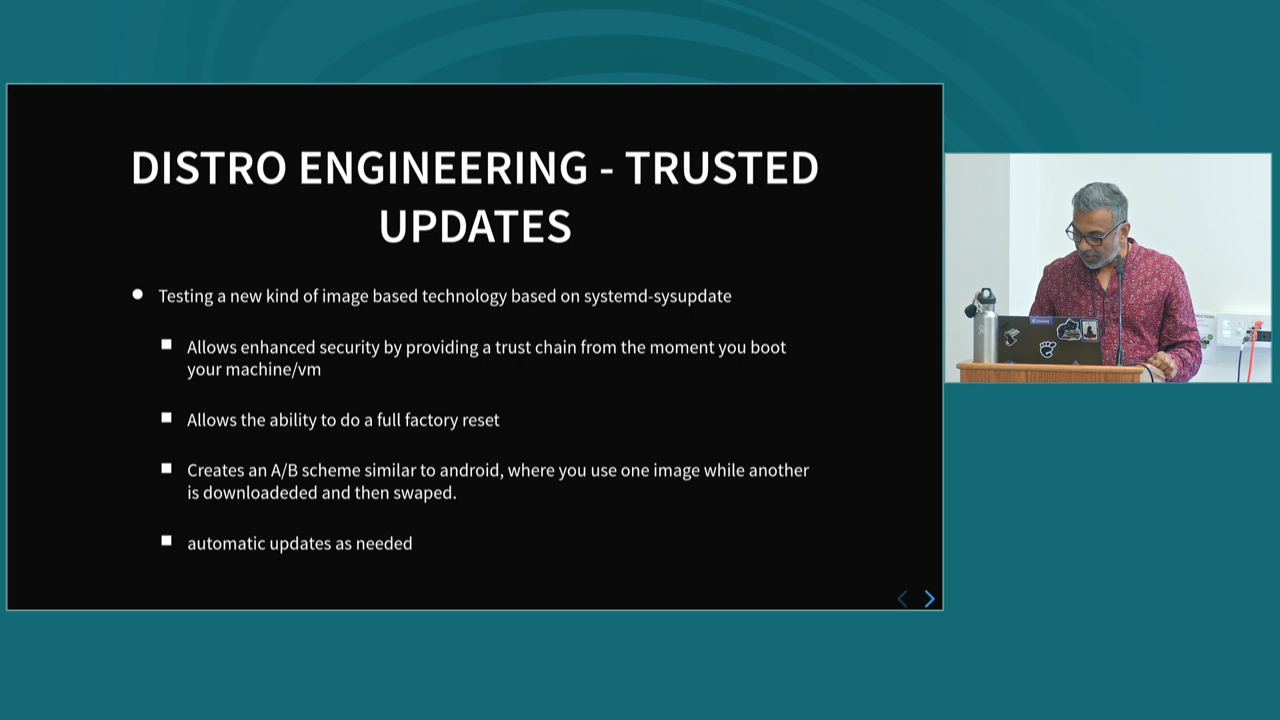 DISTRO ENGINEERING - TRUSTED
UPDATES
Testing a new kind of image based technology based on systemd-sysupdate
Allows enhanced security by providing a trust chain from the moment you boot
your machine/vm
Allows the ability to do a full factory reset
Creates an A/B scheme similar to android, where you use one image while another
is downloadeded and then swaped.
automatic updates as needed